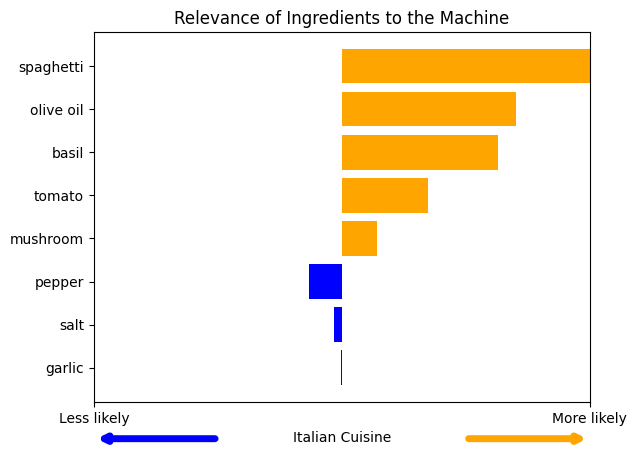 Relevance of Ingredients to the Machine
spaghetti
olive oil
basil
tomato
mushroom
pepper
salt
garlic
Less likely
More likely
Italian Cuisine